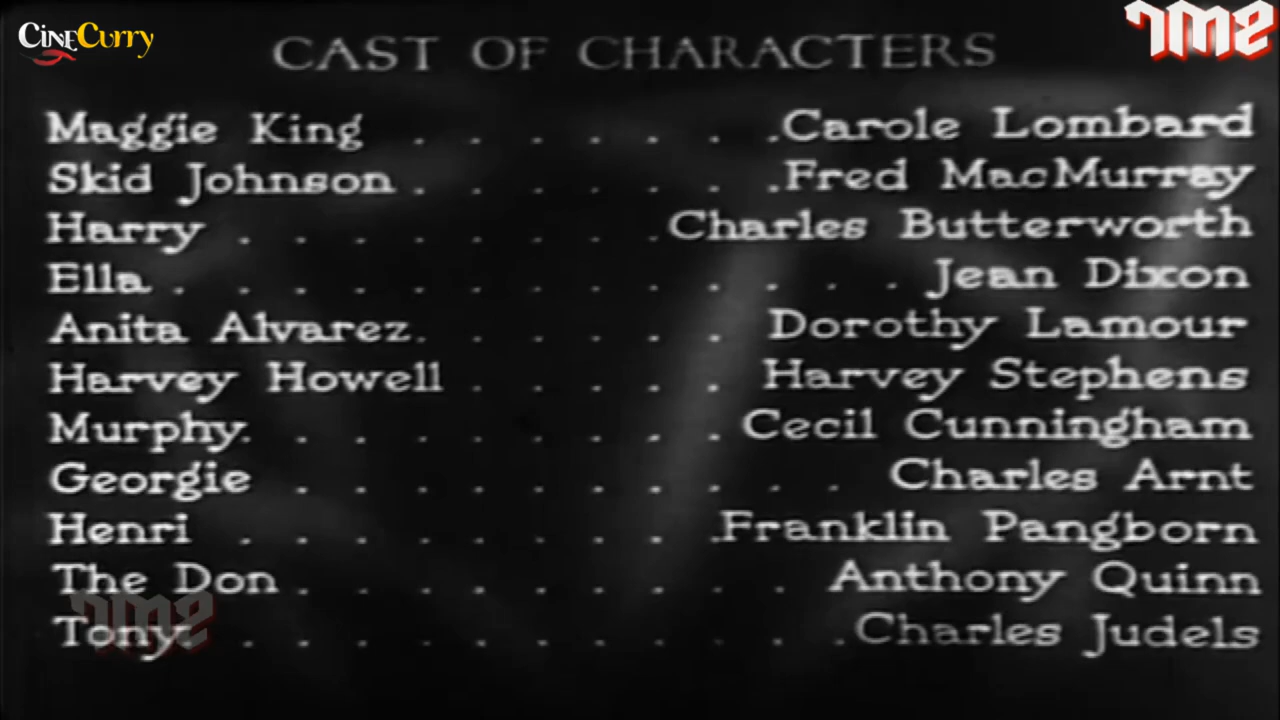 CINECURRY
CAST OF CHARACTERS
Maggie King . . . . . . .Carole Lombard
Skid Johnson . . . . . . .Fred MacMurray
Harry . . . . . . . .Charles Butterworth
Ella . . . . . . . . . . . . . Jean Dixon
Anita Alvarez. . . . . . Dorothy Lamour
Harvey Howell . . . . . Harvey Stephens
Murphy. . . . . . . . . Cecil Cunningham
Georgie . . . . . . . . . . Charles Arnt
Henri . . . . . . . . .Franklin Pangborn
The Don . . . . . . . . . Anthony Quinn
Tony. . . . . . . . . . . .Charles Judels